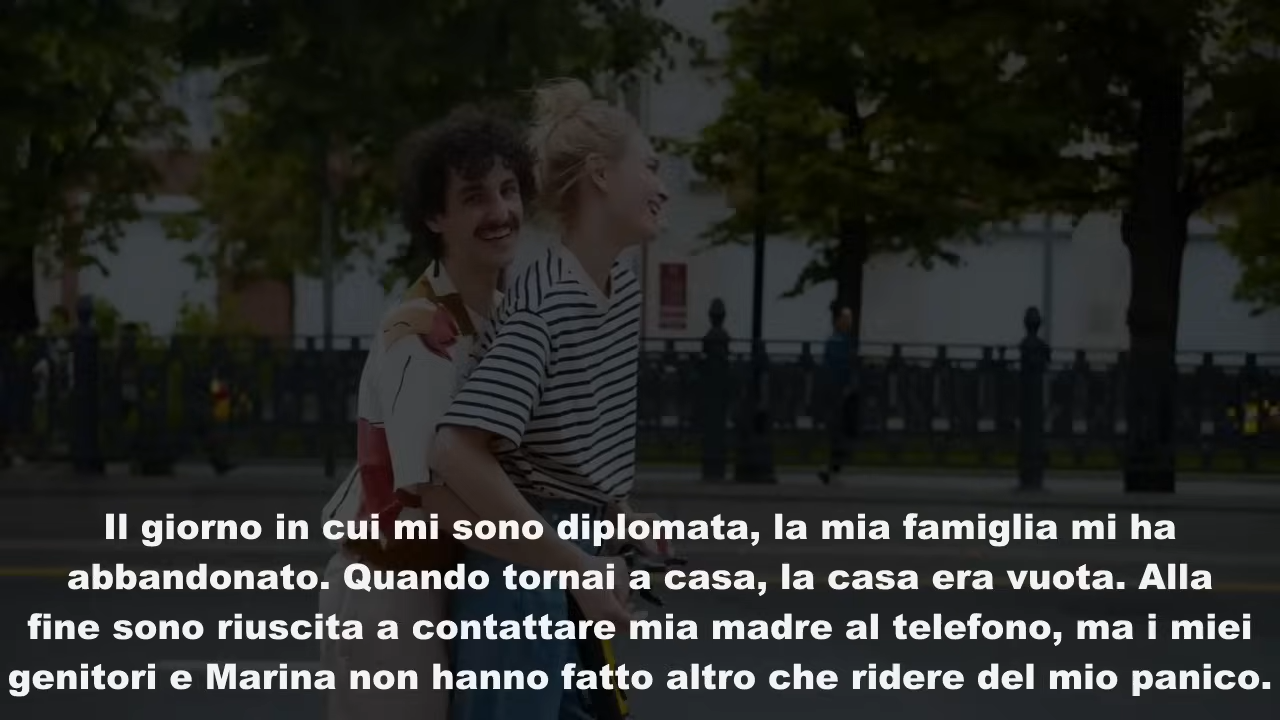 Il giorno in cui mi sono diplomata, la mia famiglia mi ha
abbandonato. Quando tornai a casa, la casa era vuota. Alla
fine sono riuscita a contattare mia madre al telefono, ma i miei
genitori e Marina non hanno fatto altro che ridere del mio panico.